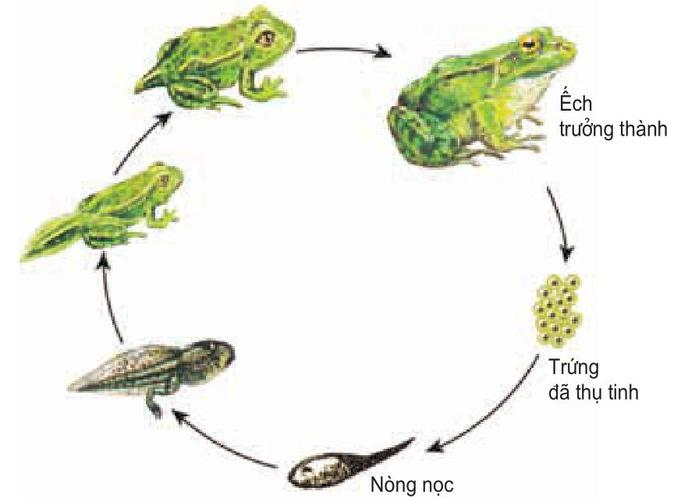 Ếch
trưởng thành
Trứng
đã thụ tinh
Nòng nọc